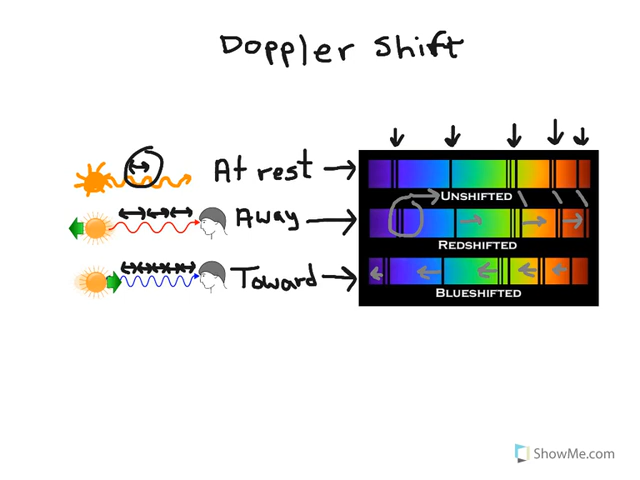 Doppler Shift
At rest
UNSHIFTED
Away
REDSHIFTED
Toward
BLUESHIFTED
ShowMe.com